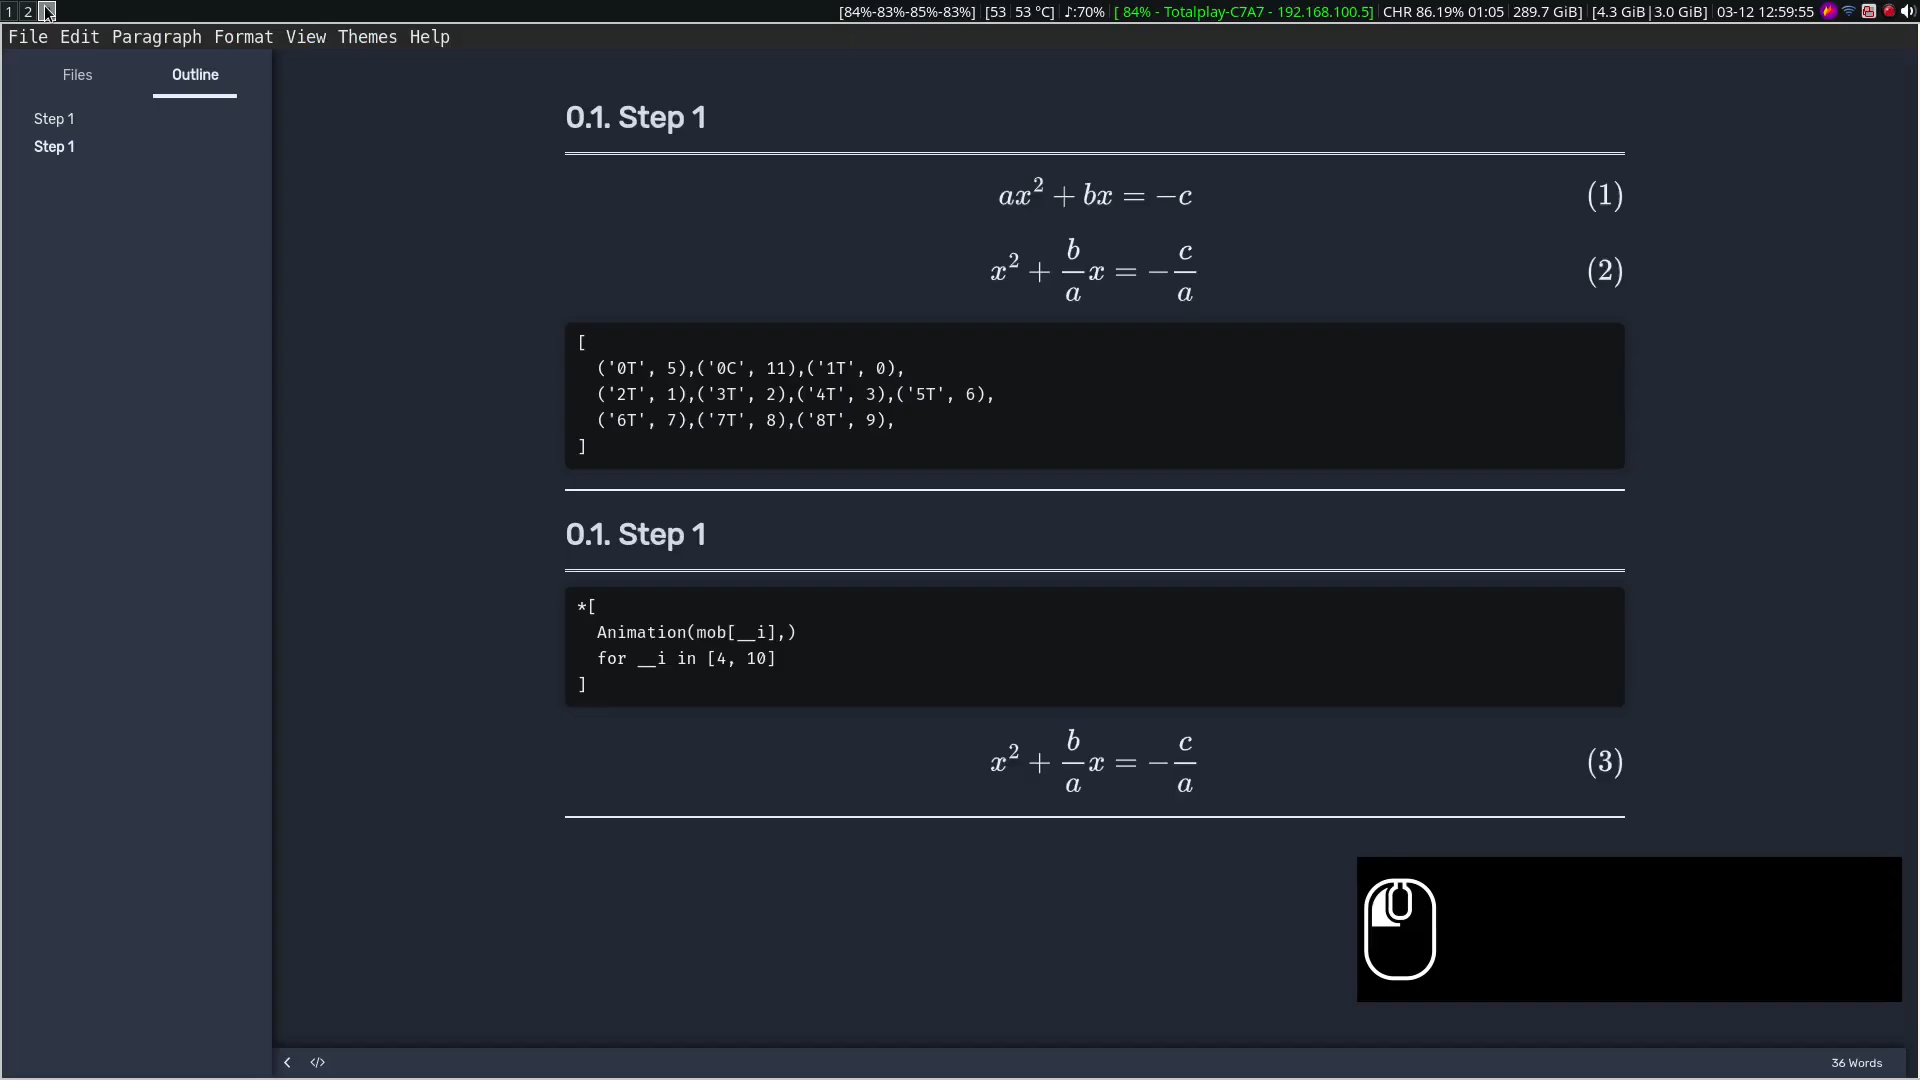 1 2 [84%-83%-85%-83%] [53 53 °C] ♪:70% [ 84% - Totalplay-C7A7 - 192.168.100.5] CHR 86.19% 01:05 289.7 GiB] [4.3 GiB|3.0 GiB] 03-12 12:59:55
File Edit Paragraph Format View Themes Help
Files Outline
Step 1
Step 1
0.1. Step 1
ax² + bx = −c (1)
x² + b/a x = − c/a (2)
[
  ('0T', 5),('0C', 11),('1T', 0),
  ('2T', 1),('3T', 2),('4T', 3),('5T', 6),
  ('6T', 7),('7T', 8),('8T', 9),
]
0.1. Step 1
*[
  Animation(mob[__i],)
  for __i in [4, 10]
]
x² + b/a x = − c/a (3)
36 Words